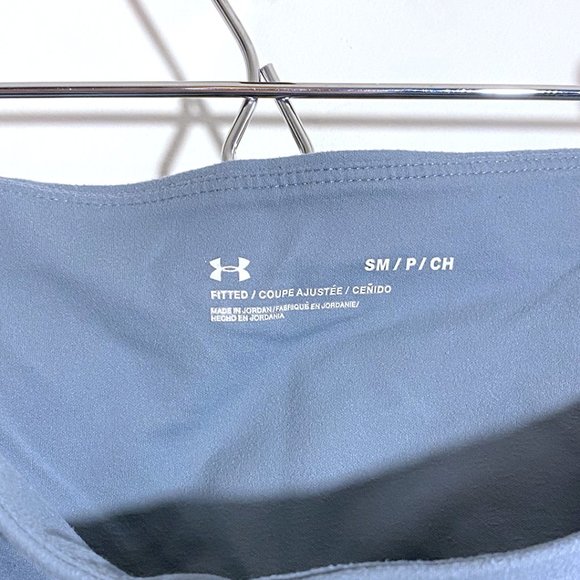 SM / P / CH
FITTED / COUPE AJUSTÉE / CEÑIDO
MADE IN JORDAN/FABRIQUÉ EN JORDANIE/
HECHO EN JORDANIA